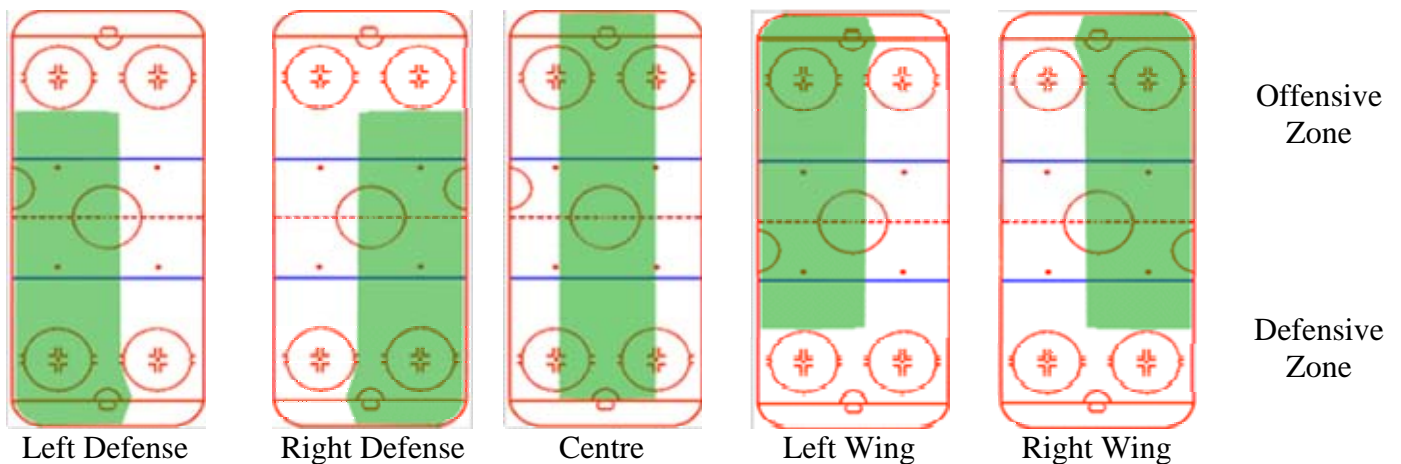 Offensive
Zone
Defensive
Zone
Left Defense
Right Defense
Centre
Left Wing
Right Wing